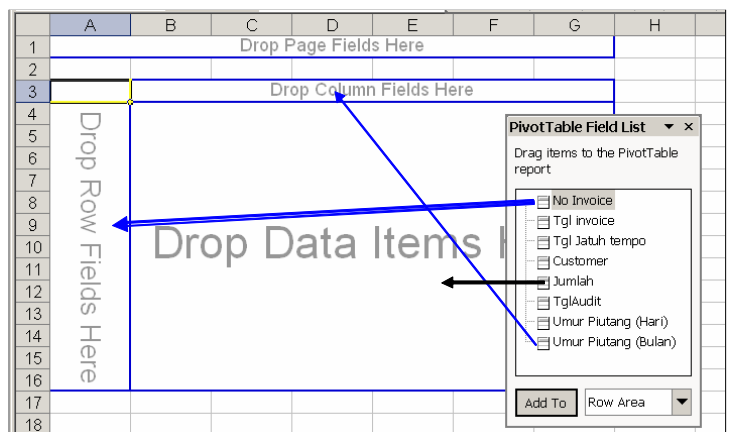 A B C D E F G H
1 Drop Page Fields Here
2
3 Drop Column Fields Here
4
5
6
7
8
9
10
11
12
13
14
15
16
17
18
Drop Row Fields Here
Drop Data Items H
PivotTable Field List
Drag items to the PivotTable
report
No Invoice
Tgl invoice
Tgl Jatuh tempo
Customer
Jumlah
TglAudit
Umur Piutang (Hari)
Umur Piutang (Bulan)
Add To Row Area